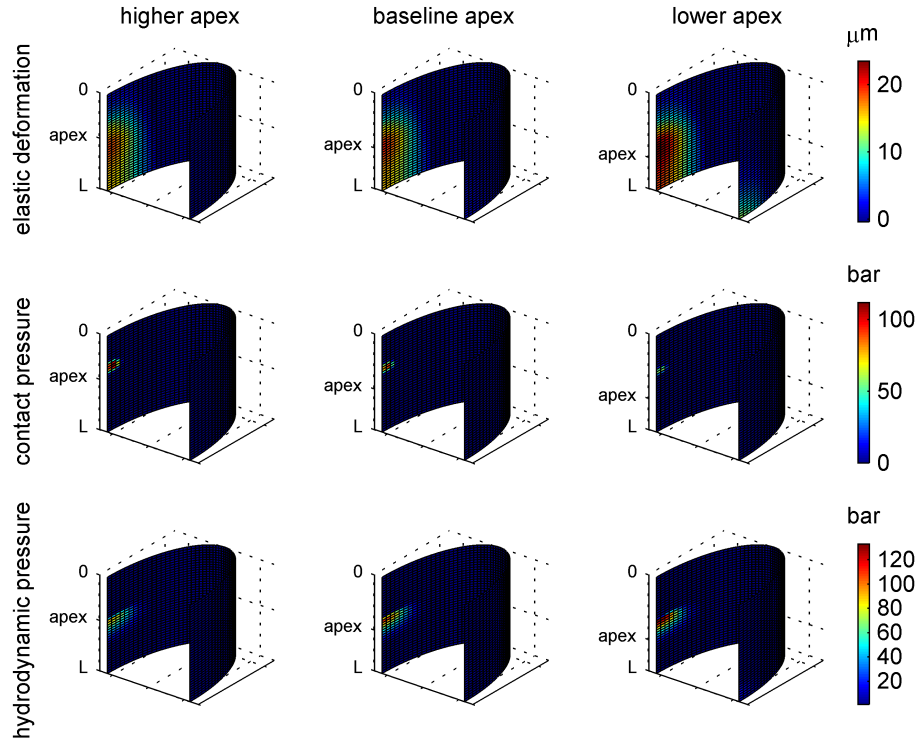 higher apex
baseline apex
lower apex
elastic deformation
0
apex
L
0
apex
L
0
apex
L
μm
20
10
0
contact pressure
0
apex
L
0
apex
L
0
apex
L
bar
100
50
0
hydrodynamic pressure
0
apex
L
0
apex
L
0
apex
L
bar
120
100
80
60
40
20